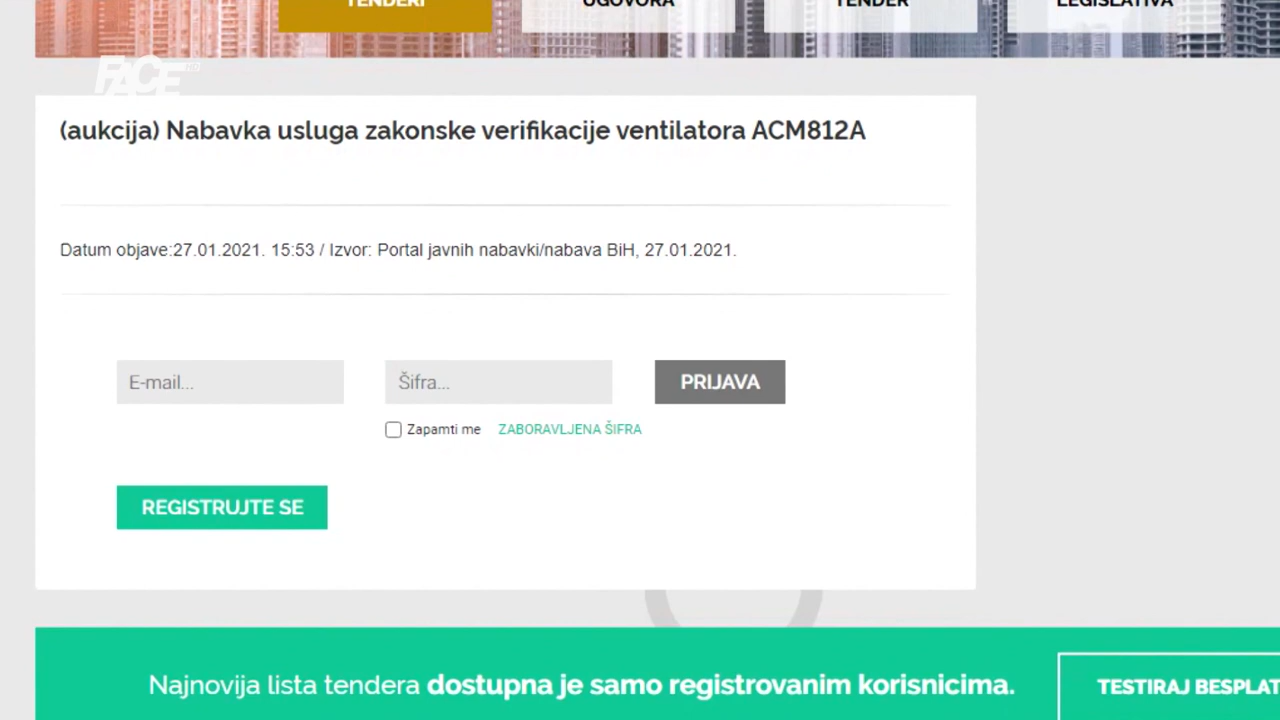 TENDERI
UGOVORA
TENDER
LEGISLATIVA
FACE HD
(aukcija) Nabavka usluga zakonske verifikacije ventilatora ACM812A
Datum objave:27.01.2021. 15:53 / Izvor: Portal javnih nabavki/nabava BiH, 27.01.2021.
E-mail...
Šifra...
PRIJAVA
Zapamti me
ZABORAVLJENA ŠIFRA
REGISTRUJTE SE
Najnovija lista tendera dostupna je samo registrovanim korisnicima.
TESTIRAJ BESPLAT